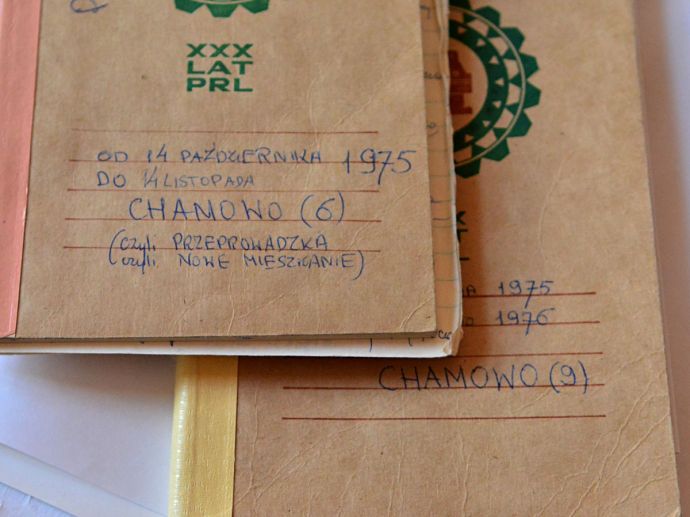 XXX
LAT
PRL
OD 14 PAŹDZIERNIKA 1975
DO 14 LISTOPADA
CHAMOWO (6)
(czyli PRZEPROWADZKA
czyli NOWE MIESZKANIE)
1975
1976
CHAMOWO (9)